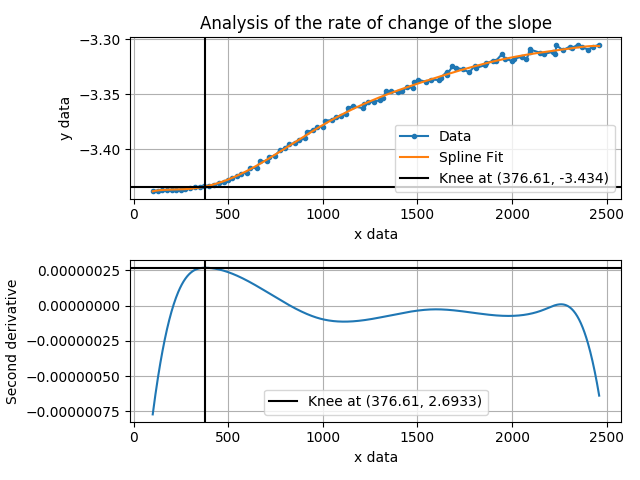 Analysis of the rate of change of the slope
y data
−3.30
−3.35
−3.40
Data
Spline Fit
Knee at (376.61, -3.434)
0
500
1000
1500
2000
2500
x data
Second derivative
0.00000025
0.00000000
−0.00000025
−0.00000050
−0.00000075
Knee at (376.61, 2.6933)
0
500
1000
1500
2000
2500
x data